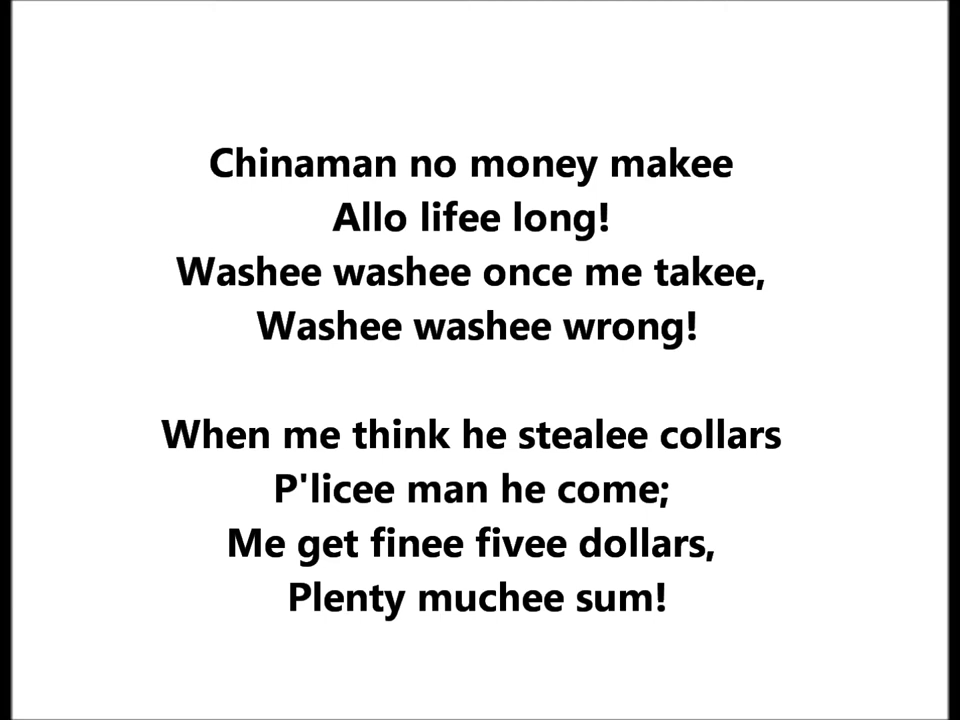 Chinaman no money makee
Allo lifee long!
Washee washee once me takee,
Washee washee wrong!
When me think he stealee collars
P'licee man he come;
Me get finee fivee dollars,
Plenty muchee sum!